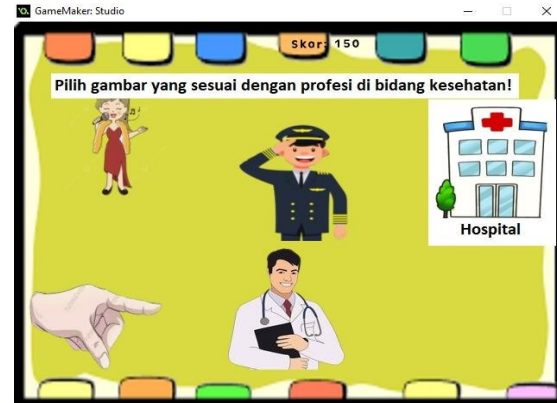 GameMaker: Studio
Skor: 150
Pilih gambar yang sesuai dengan profesi di bidang kesehatan!
Hospital